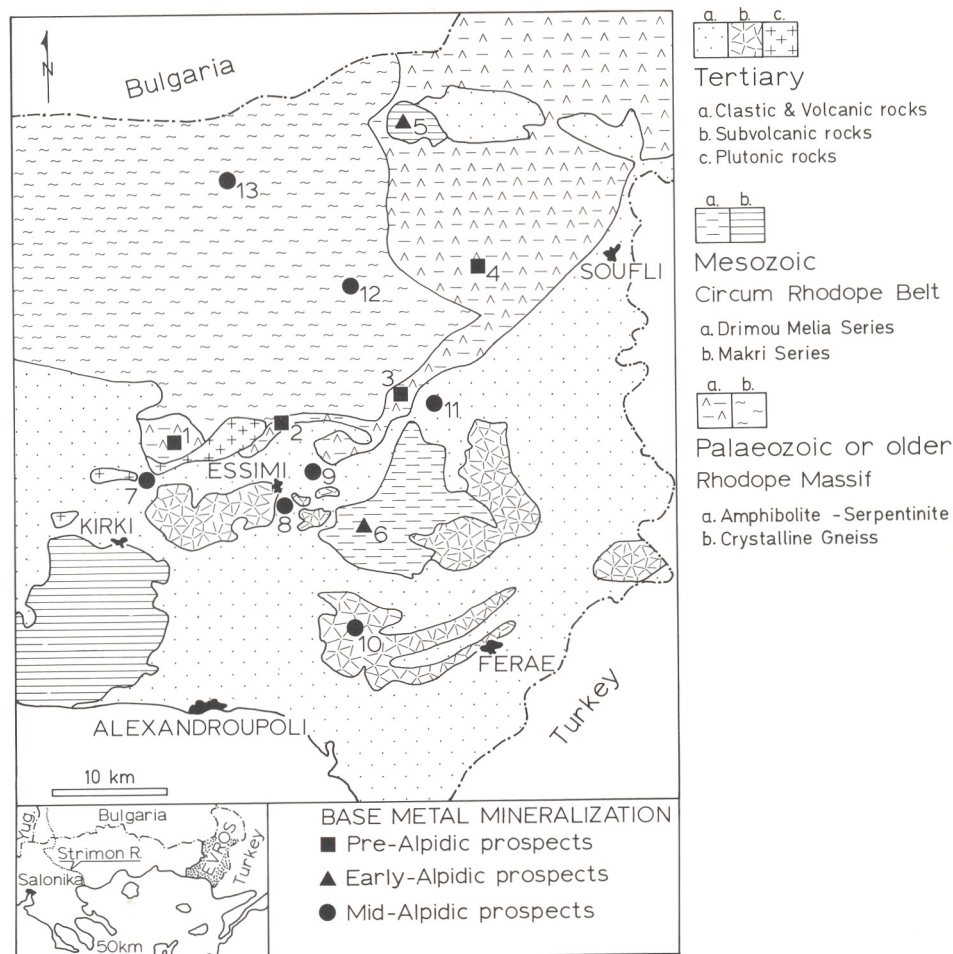 N
Bulgaria
5
13
4
SOUFLI
12
3
11
1
2
ESSIMI
9
7
8
KIRKI
6
10
FERAE
Turkey
ALEXANDROUPOLI
10 km
a. b. c.
Tertiary
a. Clastic & Volcanic rocks
b. Subvolcanic rocks
c. Plutonic rocks
a. b.
Mesozoic
Circum Rhodope Belt
a. Drimou Melia Series
b. Makri Series
a. b.
Palaeozoic or older
Rhodope Massif
a. Amphibolite - Serpentinite
b. Crystalline Gneiss
Yug.
Bulgaria
EVROS
Strimon R.
Turkey
Salonika
50km
BASE METAL MINERALIZATION
Pre-Alpidic prospects
Early-Alpidic prospects
Mid-Alpidic prospects